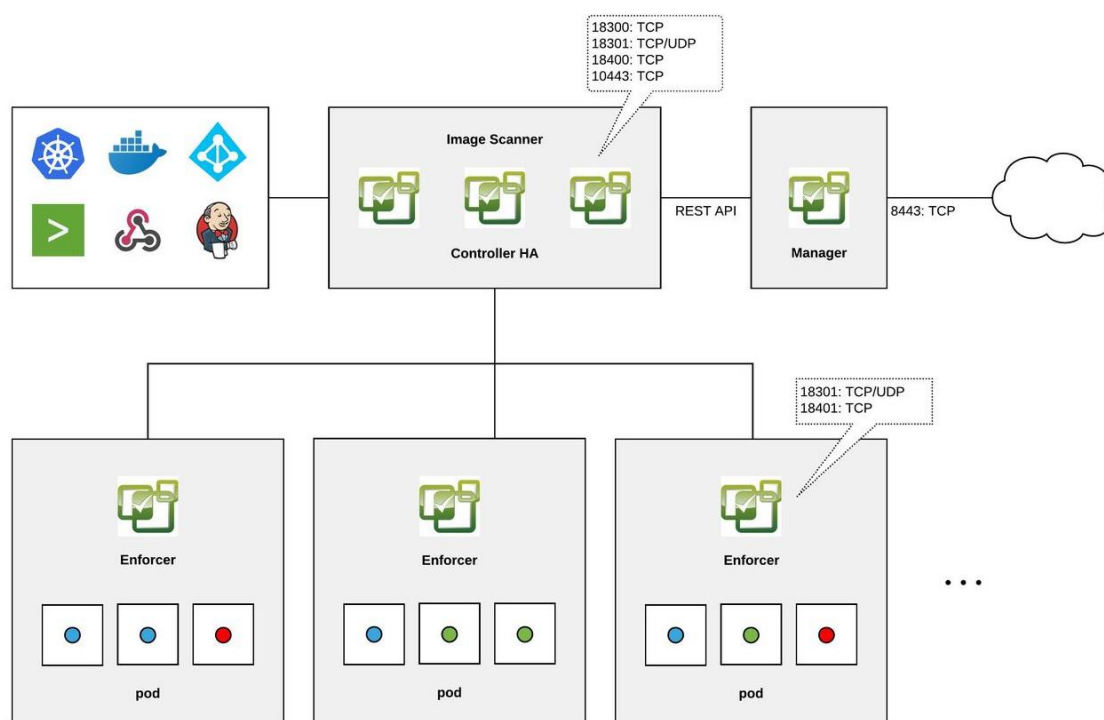 18300: TCP
18301: TCP/UDP
18400: TCP
10443: TCP
Image Scanner
Controller HA
REST API
Manager
8443: TCP
18301: TCP/UDP
18401: TCP
Enforcer
Enforcer
Enforcer
...
pod
pod
pod